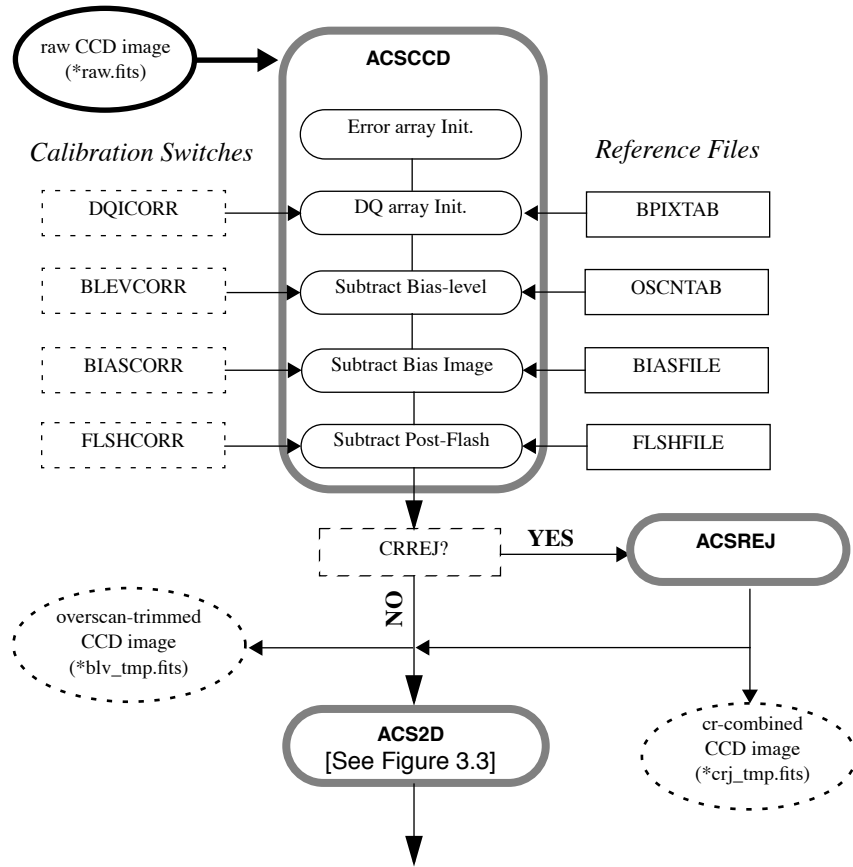 raw CCD image
(*raw.fits)
ACSCCD
Error array Init.
Calibration Switches
Reference Files
DQICORR
DQ array Init.
BPIXTAB
BLEVCORR
Subtract Bias-level
OSCNTAB
BIASCORR
Subtract Bias Image
BIASFILE
FLSHCORR
Subtract Post-Flash
FLSHFILE
CRREJ?
YES
ACSREJ
NO
overscan-trimmed
CCD image
(*blv_tmp.fits)
ACS2D
[See Figure 3.3]
cr-combined
CCD image
(*crj_tmp.fits)